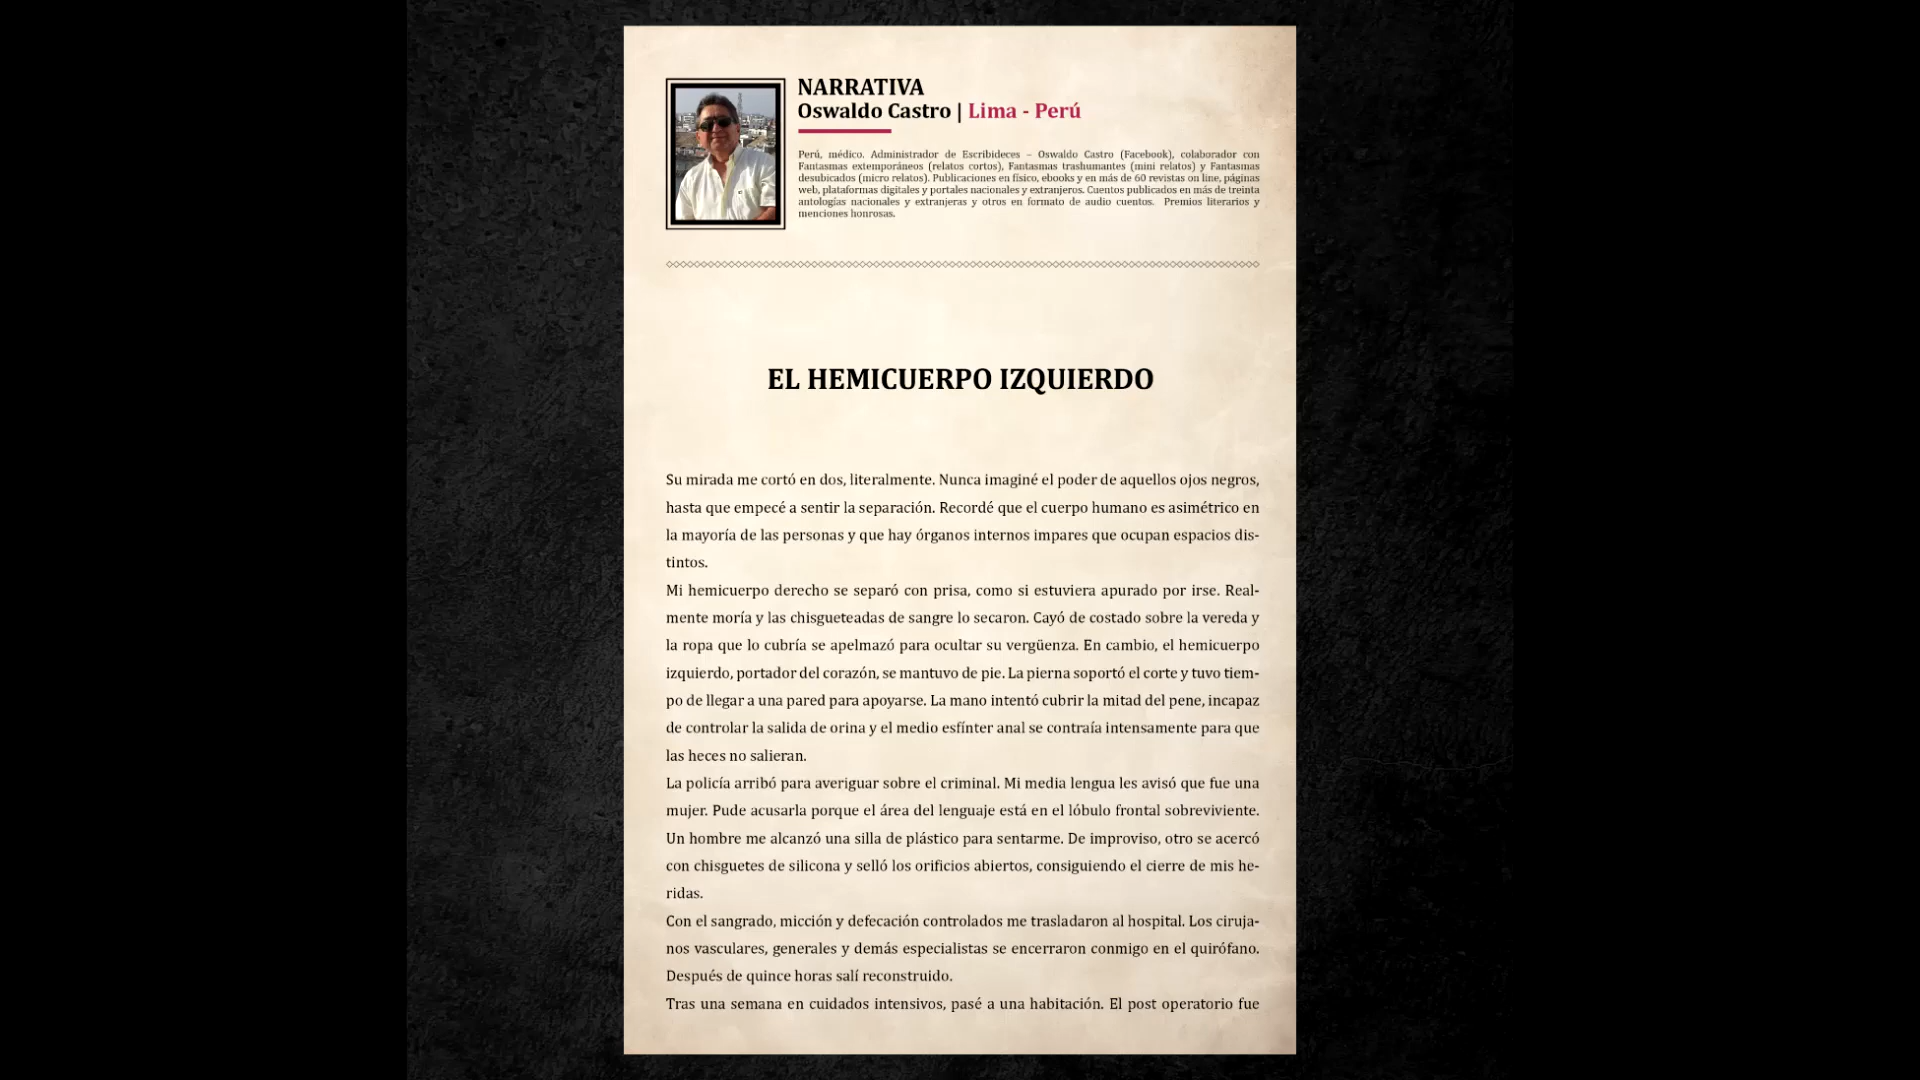 NARRATIVA
Oswaldo Castro | Lima - Perú
Perú, médico. Administrador de Escribideces – Oswaldo Castro (Facebook), colaborador con
Fantasmas extemporáneos (relatos cortos), Fantasmas trashumantes (mini relatos) y Fantasmas
desubicados (micro relatos). Publicaciones en físico, ebooks y en más de 60 revistas on line, páginas
web, plataformas digitales y portales nacionales y extranjeros. Cuentos publicados en más de treinta
antologías nacionales y extranjeras y otros en formato de audio cuentos. Premios literarios y
menciones honrosas.
EL HEMICUERPO IZQUIERDO
Su mirada me cortó en dos, literalmente. Nunca imaginé el poder de aquellos ojos negros,
hasta que empecé a sentir la separación. Recordé que el cuerpo humano es asimétrico en
la mayoría de las personas y que hay órganos internos impares que ocupan espacios dis-
tintos.
Mi hemicuerpo derecho se separó con prisa, como si estuviera apurado por irse. Real-
mente moría y las chisgueteadas de sangre lo secaron. Cayó de costado sobre la vereda y
la ropa que lo cubría se apelmazó para ocultar su vergüenza. En cambio, el hemicuerpo
izquierdo, portador del corazón, se mantuvo de pie. La pierna soportó el corte y tuvo tiem-
po de llegar a una pared para apoyarse. La mano intentó cubrir la mitad del pene, incapaz
de controlar la salida de orina y el medio esfínter anal se contraía intensamente para que
las heces no salieran.
La policía arribó para averiguar sobre el criminal. Mi media lengua les avisó que fue una
mujer. Pude acusarla porque el área del lenguaje está en el lóbulo frontal sobreviviente.
Un hombre me alcanzó una silla de plástico para sentarme. De improviso, otro se acercó
con chisguetes de silicona y selló los orificios abiertos, consiguiendo el cierre de mis he-
ridas.
Con el sangrado, micción y defecación controlados me trasladaron al hospital. Los ciruja-
nos vasculares, generales y demás especialistas se encerraron conmigo en el quirófano.
Después de quince horas salí reconstruido.
Tras una semana en cuidados intensivos, pasé a una habitación. El post operatorio fue